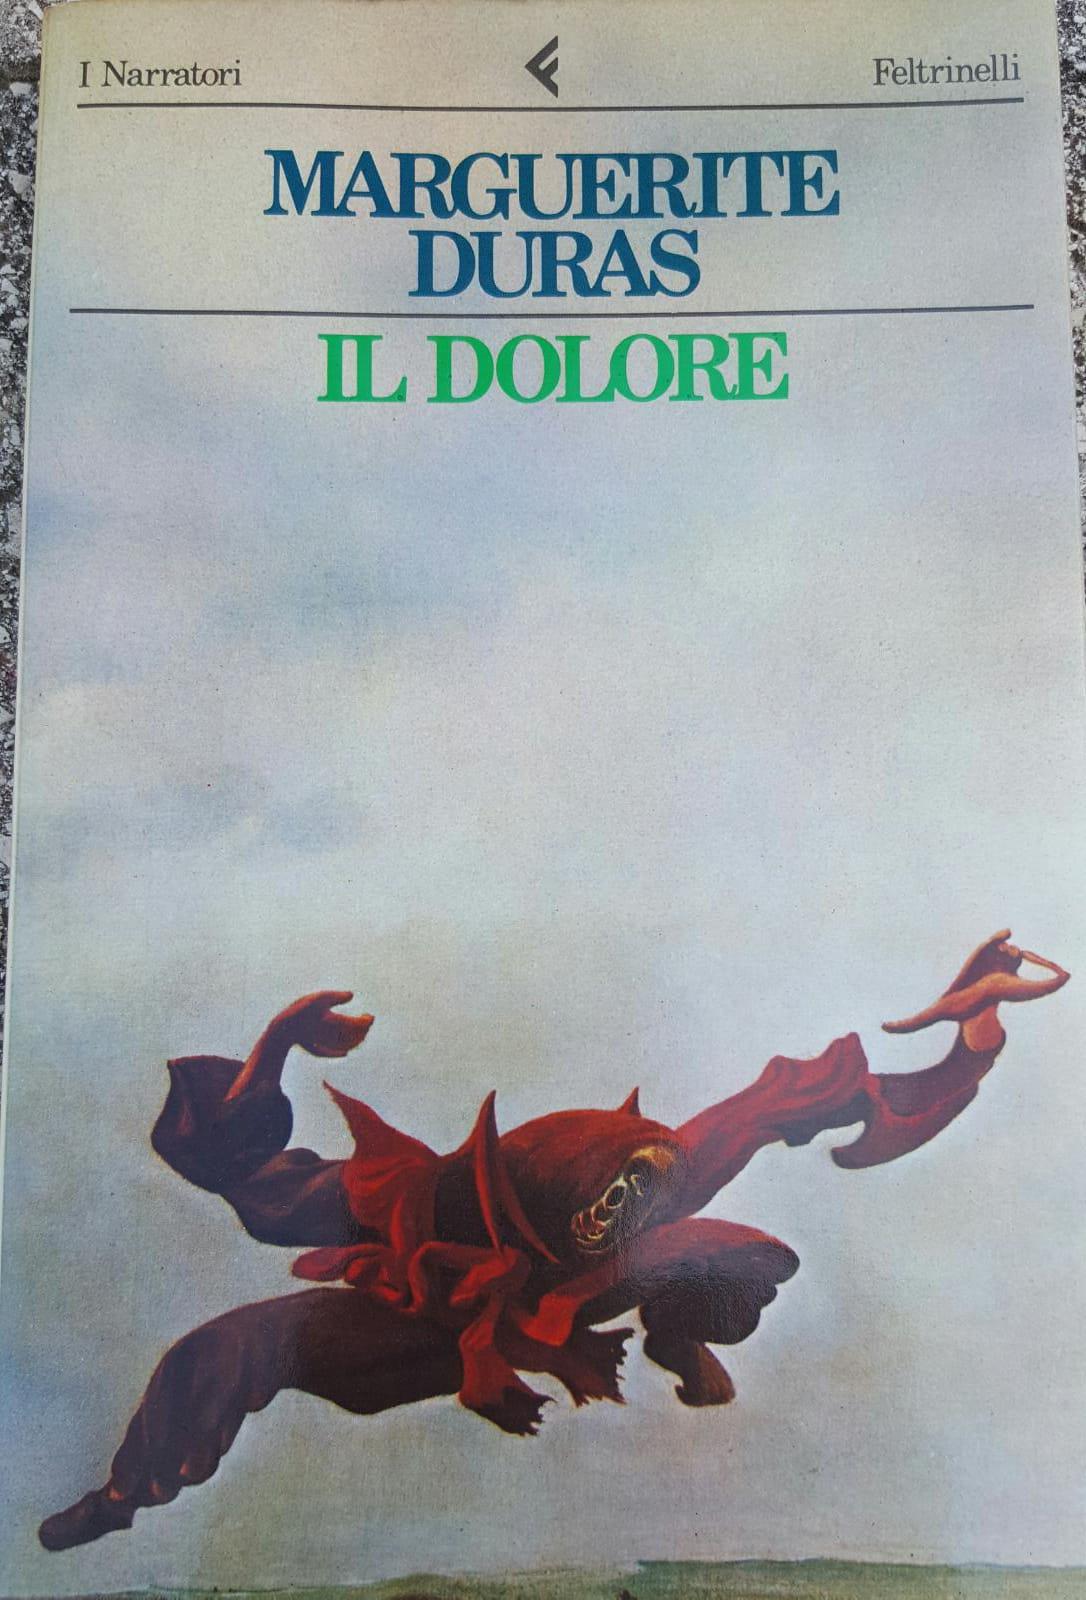 I Narratori Feltrinelli
MARGUERITE
DURAS
IL DOLORE